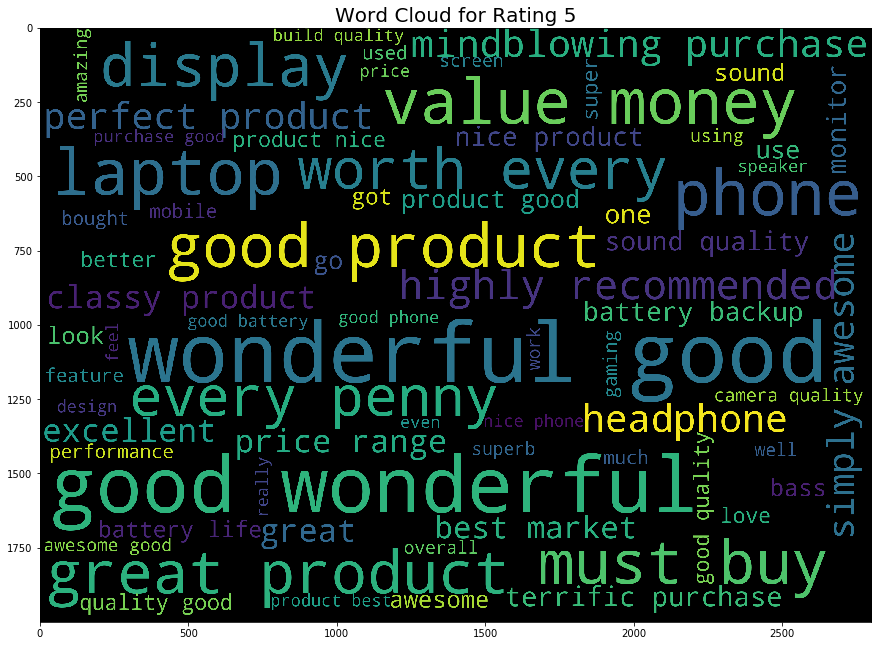 Word Cloud for Rating 5
0
250
500
750
1000
1250
1500
1750
0
500
1000
1500
2000
2500
amazing
build quality
used
price
display
mindblowing purchase
screen
super
sound
monitor
perfect product
value money
purchase good
product nice
nice product
using
use
speaker
laptop
worth every
phone
got
product good
one
bought
mobile
better
good product
go
sound quality
classy product
highly recommended
battery backup
simply awesome
look
feel
good battery
good phone
wonderful
work
gaming
good
feature
design
every penny
even
nice phone
headphone
camera quality
excellent
performance
price range
superb
much
well
good quality
good wonderful
really
bass
battery life
great
best market
love
awesome good
overall
great product
must buy
quality good
product best
awesome
terrific purchase